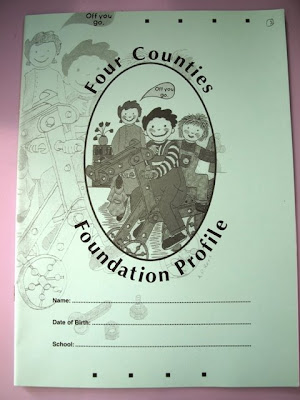 Off you
go.
Four Counties
Off you
go.
Foundation Profile
Name:
Date of Birth:
School: